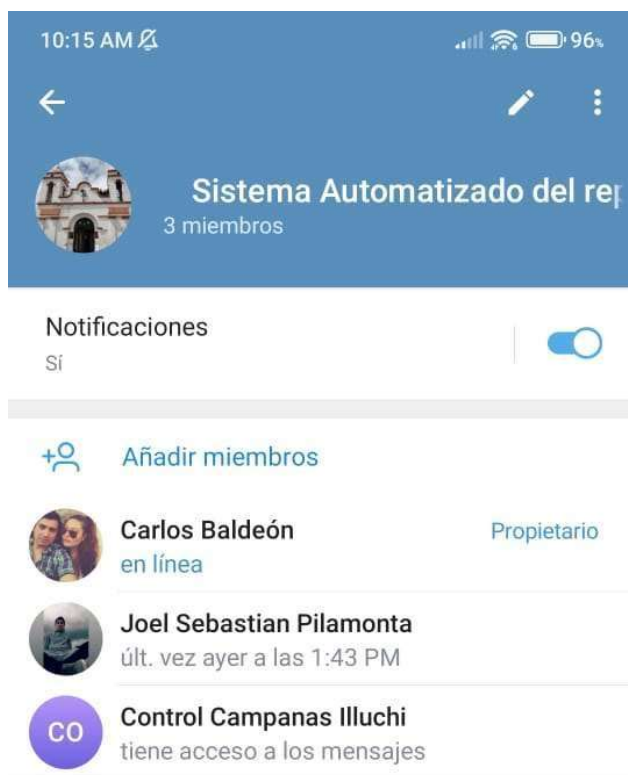 10:15 AM 96%
Sistema Automatizado del rep
3 miembros
Notificaciones
Sí
Añadir miembros
Carlos Baldeón Propietario
en línea
Joel Sebastian Pilamonta
últ. vez ayer a las 1:43 PM
CO Control Campanas Illuchi
tiene acceso a los mensajes